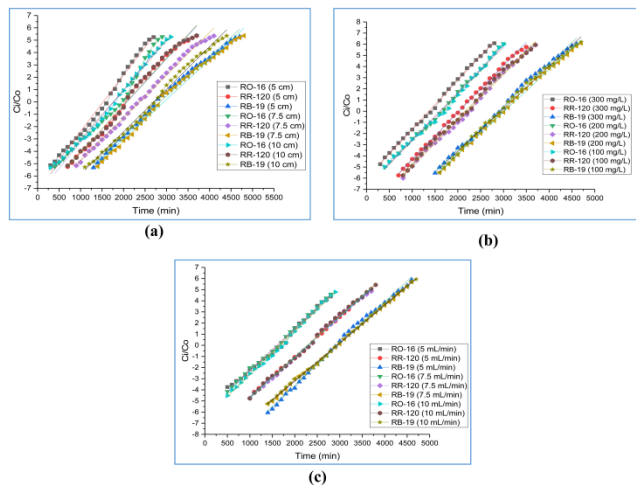 Ci/Co
7
6
5
4
3
2
1
0
-1
-2
-3
-4
-5
-6
-7
RO-16 (5 cm)
RR-120 (5 cm)
RB-19 (5 cm)
RO-16 (7.5 cm)
RR-120 (7.5 cm)
RB-19 (7.5 cm)
RO-16 (10 cm)
RR-120 (10 cm)
RB-19 (10 cm)
0 500 1000 1500 2000 2500 3000 3500 4000 4500 5000 5500
Time (min)
(a)
Ci/Co
8
7
6
5
4
3
2
1
0
-1
-2
-3
-4
-5
-6
-7
RO-16 (300 mg/L)
RR-120 (300 mg/L)
RB-19 (300 mg/L)
RO-16 (200 mg/L)
RR-120 (200 mg/L)
RB-19 (200 mg/L)
RO-16 (100 mg/L)
RR-120 (100 mg/L)
RB-19 (100 mg/L)
0 500 1000 1500 2000 2500 3000 3500 4000 4500 5000
Time (min)
(b)
Ci/Co
8
7
6
5
4
3
2
1
0
-1
-2
-3
-4
-5
-6
-7
-8
RO-16 (5 mL/min)
RR-120 (5 mL/min)
RB-19 (5 mL/min)
RO-16 (7.5 mL/min)
RR-120 (7.5 mL/min)
RB-19 (7.5 mL/min)
RO-16 (10 mL/min)
RR-120 (10 mL/min)
RB-19 (10 mL/min)
0 500 1000 1500 2000 2500 3000 3500 4000 4500 5000
Time (min)
(c)